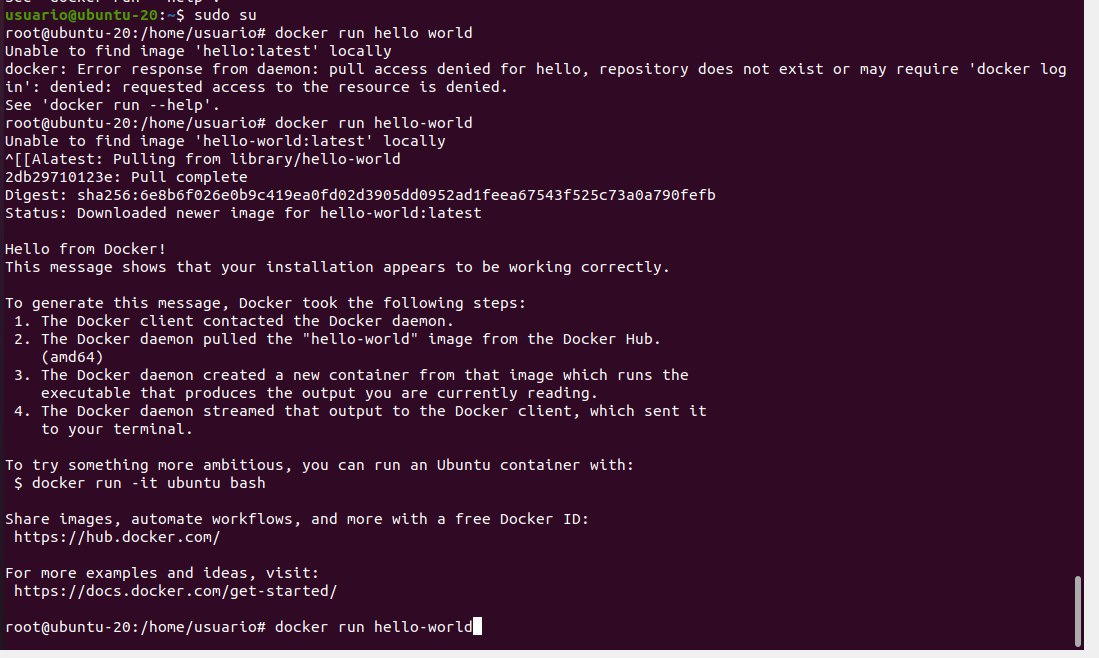 See 'docker run --help'.
usuario@ubuntu-20:~$ sudo su
root@ubuntu-20:/home/usuario# docker run hello world
Unable to find image 'hello:latest' locally
docker: Error response from daemon: pull access denied for hello, repository does not exist or may require 'docker log
in': denied: requested access to the resource is denied.
See 'docker run --help'.
root@ubuntu-20:/home/usuario# docker run hello-world
Unable to find image 'hello-world:latest' locally
^[[Alatest: Pulling from library/hello-world
2db29710123e: Pull complete
Digest: sha256:6e8b6f026e0b9c419ea0fd02d3905dd0952ad1feea67543f525c73a0a790fefb
Status: Downloaded newer image for hello-world:latest

Hello from Docker!
This message shows that your installation appears to be working correctly.

To generate this message, Docker took the following steps:
 1. The Docker client contacted the Docker daemon.
 2. The Docker daemon pulled the "hello-world" image from the Docker Hub.
    (amd64)
 3. The Docker daemon created a new container from that image which runs the
    executable that produces the output you are currently reading.
 4. The Docker daemon streamed that output to the Docker client, which sent it
    to your terminal.

To try something more ambitious, you can run an Ubuntu container with:
 $ docker run -it ubuntu bash

Share images, automate workflows, and more with a free Docker ID:
 https://hub.docker.com/

For more examples and ideas, visit:
 https://docs.docker.com/get-started/

root@ubuntu-20:/home/usuario# docker run hello-world